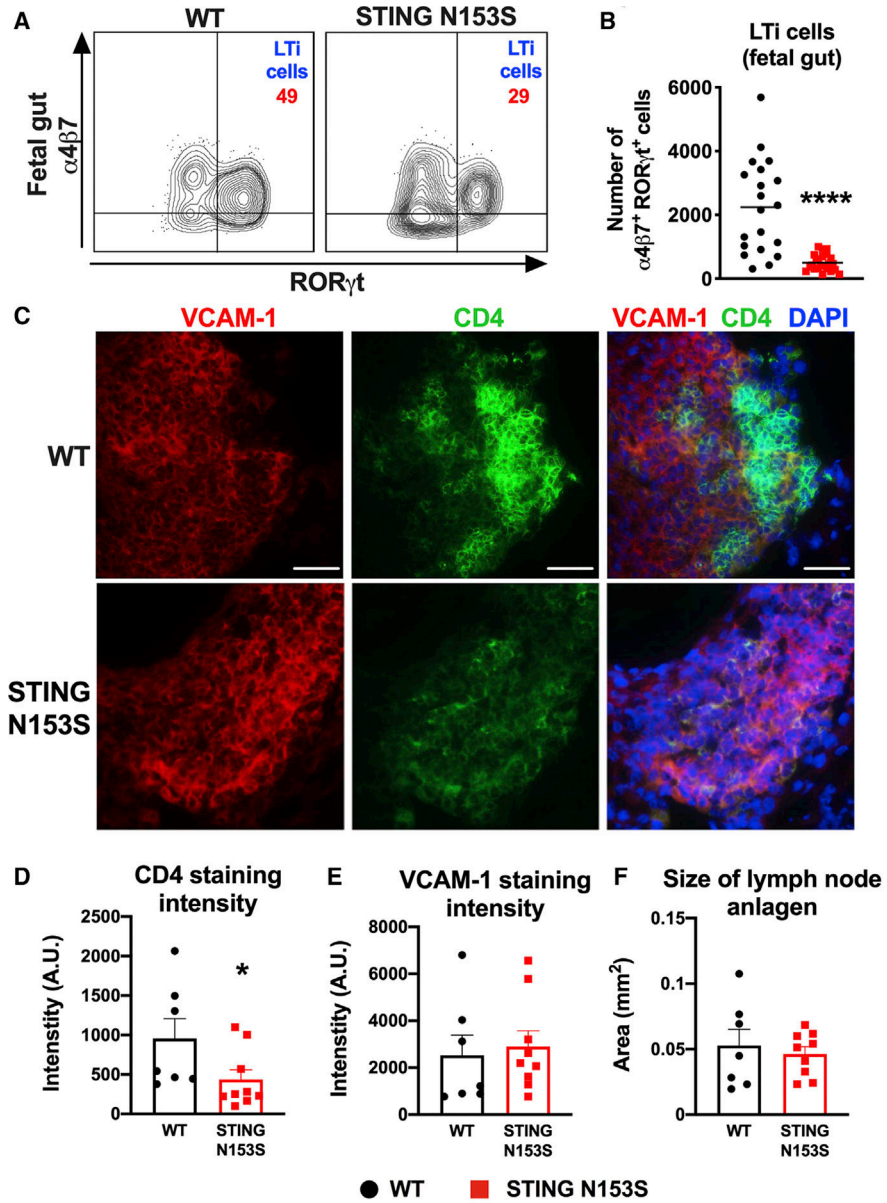 A
WT
STING N153S
LTi
cells
49
LTi
cells
29
Fetal gut
α4β7
RORγt
B
LTi cells
(fetal gut)
Number of
α4β7+ RORγt+ cells
6000
4000
2000
0
****
C
VCAM-1
CD4
VCAM-1 CD4 DAPI
WT
STING
N153S
D
CD4 staining
intensity
Intenstity (A.U.)
2500
2000
1500
1000
500
0
*
WT
STING
N153S
E
VCAM-1 staining
intensity
Intenstity (A.U.)
8000
6000
4000
2000
0
WT
STING
N153S
F
Size of lymph node
anlagen
Area (mm²)
0.15
0.1
0.05
0
WT
STING
N153S
WT
STING N153S